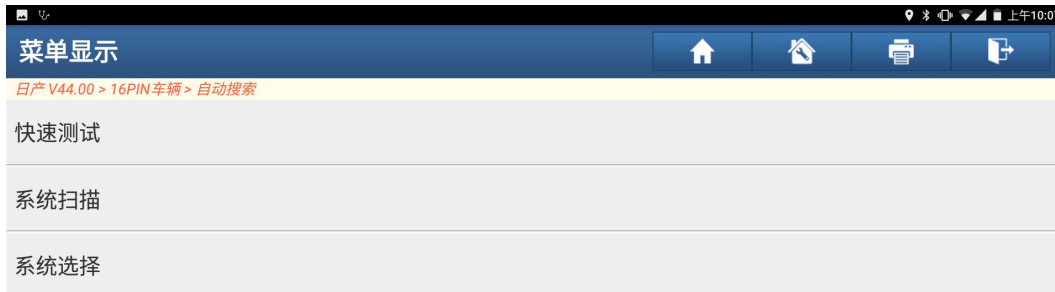 上午10:07
菜单显示
日产 V44.00 > 16PIN车辆 > 自动搜索
快速测试
系统扫描
系统选择